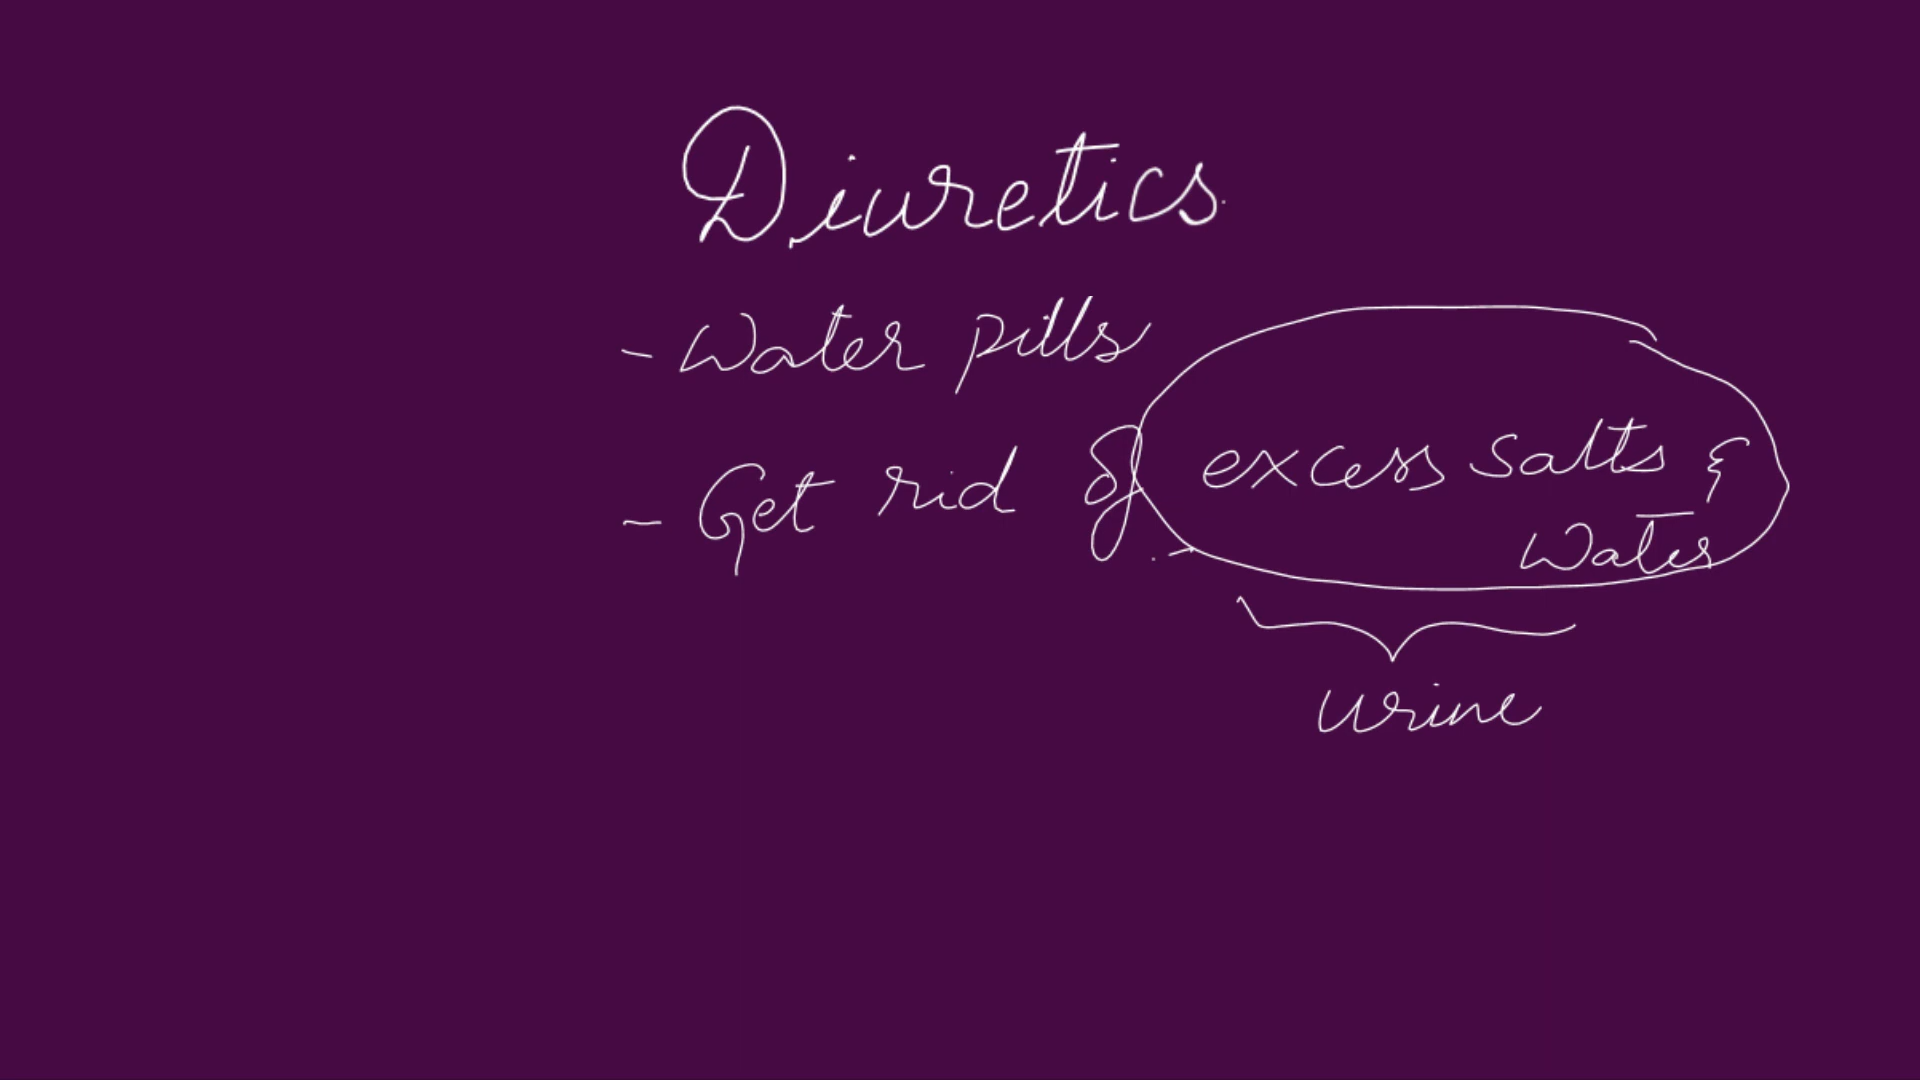 Diuretics
- Water pills
- Get rid of excess salts &
Water
urine